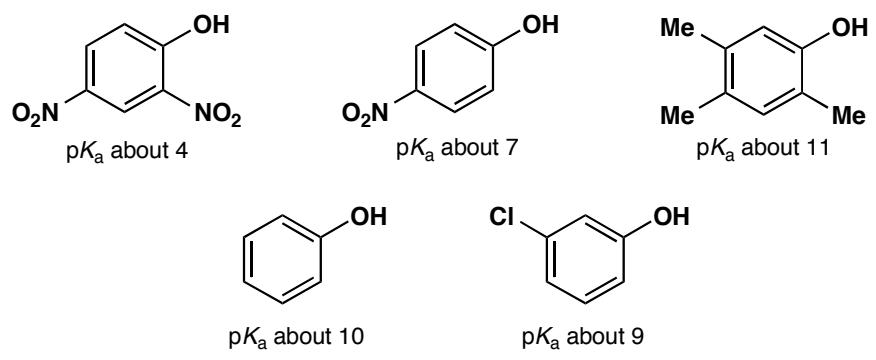 OH
O2N
NO2
pKa about 4
OH
O2N
pKa about 7
Me
OH
Me
Me
pKa about 11
OH
pKa about 10
Cl
OH
pKa about 9